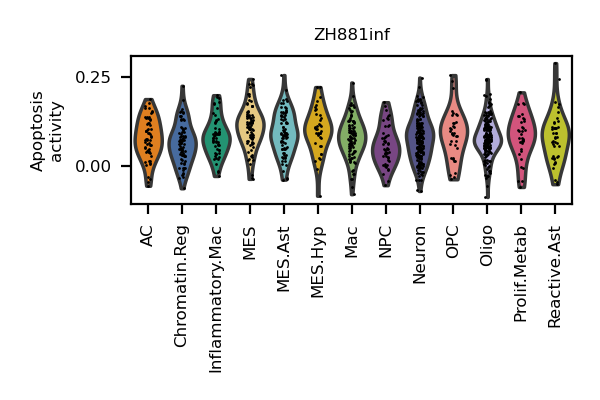 ZH881inf
Apoptosis
activity
0.25
0.00
AC
Chromatin.Reg
Inflammatory.Mac
MES
MES.Ast
MES.Hyp
Mac
NPC
Neuron
OPC
Oligo
Prolif.Metab
Reactive.Ast